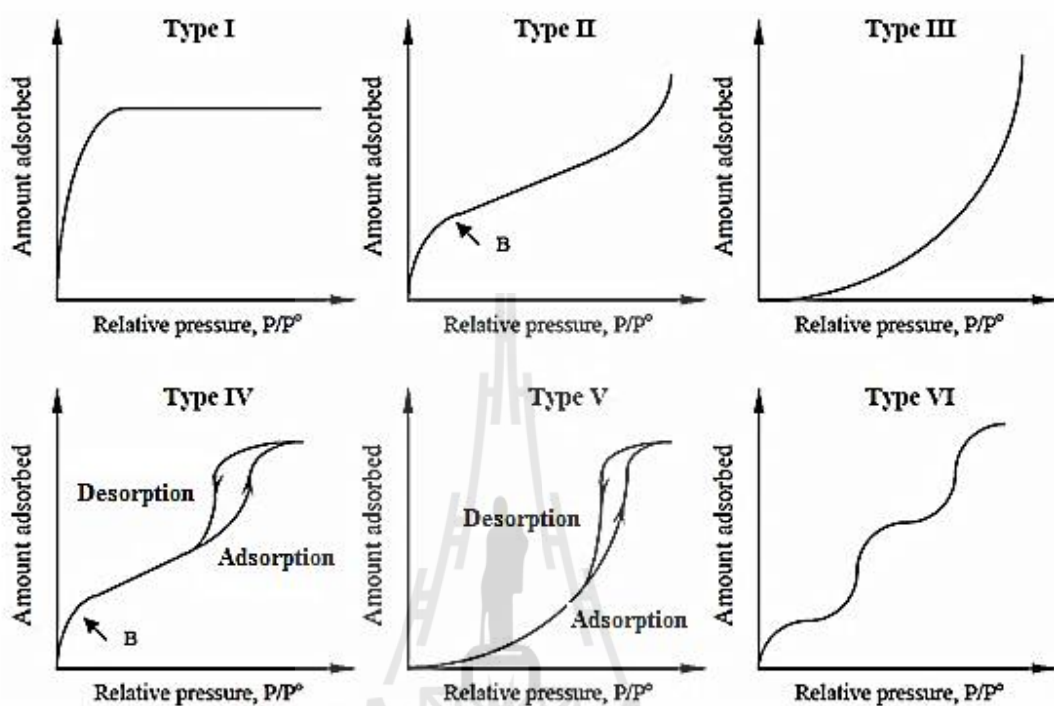 Type I
Amount adsorbed
Relative pressure, P/P°
Type II
Amount adsorbed
B
Relative pressure, P/P°
Type III
Amount adsorbed
Relative pressure, P/P°
Type IV
Amount adsorbed
Desorption
Adsorption
B
Relative pressure, P/P°
Type V
Amount adsorbed
Desorption
Adsorption
Relative pressure, P/P°
Type VI
Amount adsorbed
Relative pressure, P/P°